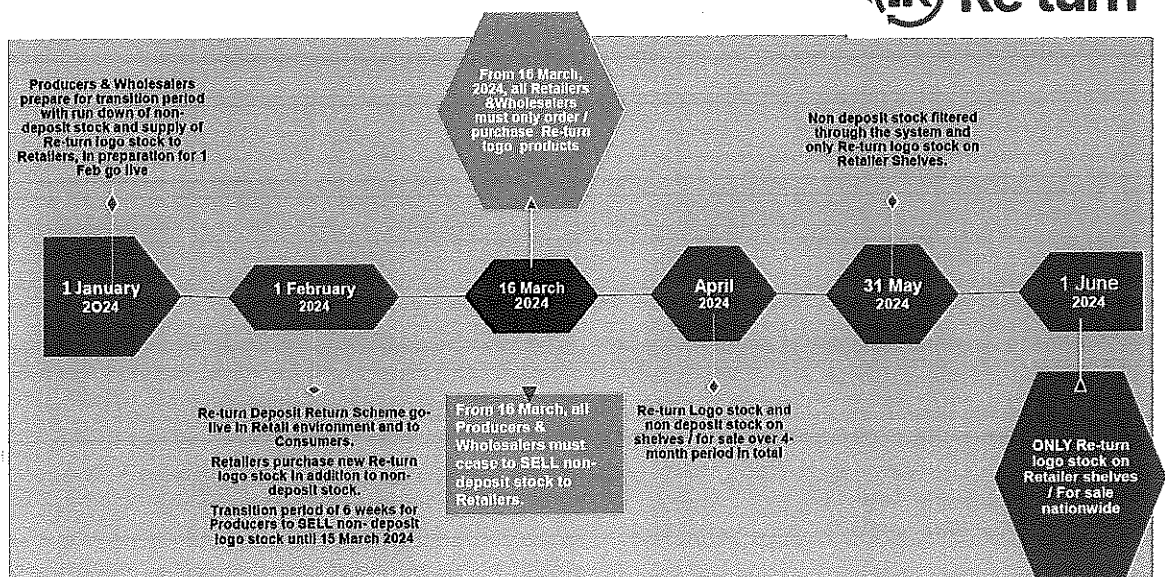 Re-turn
Producers & Wholesalers
prepare for transition period
with run down of non-
deposit stock and supply of
Re-turn logo stock to
Retailers, in preparation for 1
Feb go live
From 16 March,
2024, all Retailers
&Wholesalers
must only order /
purchase Re-turn
logo products
Non deposit stock filtered
through the system and
only Re-turn logo stock on
Retailer Shelves.
1 January
2024
1 February
2024
16 March
2024
April
2024
31 May
2024
1 June
2024
Re-turn Deposit Return Scheme go-
live in Retail environment and to
Consumers.
Retailers purchase new Re-turn
logo stock in addition to non-
deposit stock.
Transition period of 6 weeks for
Producers to SELL non- deposit
logo stock until 15 March 2024
From 16 March, all
Producers &
Wholesalers must
cease to SELL non-
deposit stock to
Retailers.
Re-turn Logo stock and
non deposit stock on
shelves / for sale over 4-
month period in total
ONLY Re-turn
logo stock on
Retailer shelves
/ For sale
nationwide